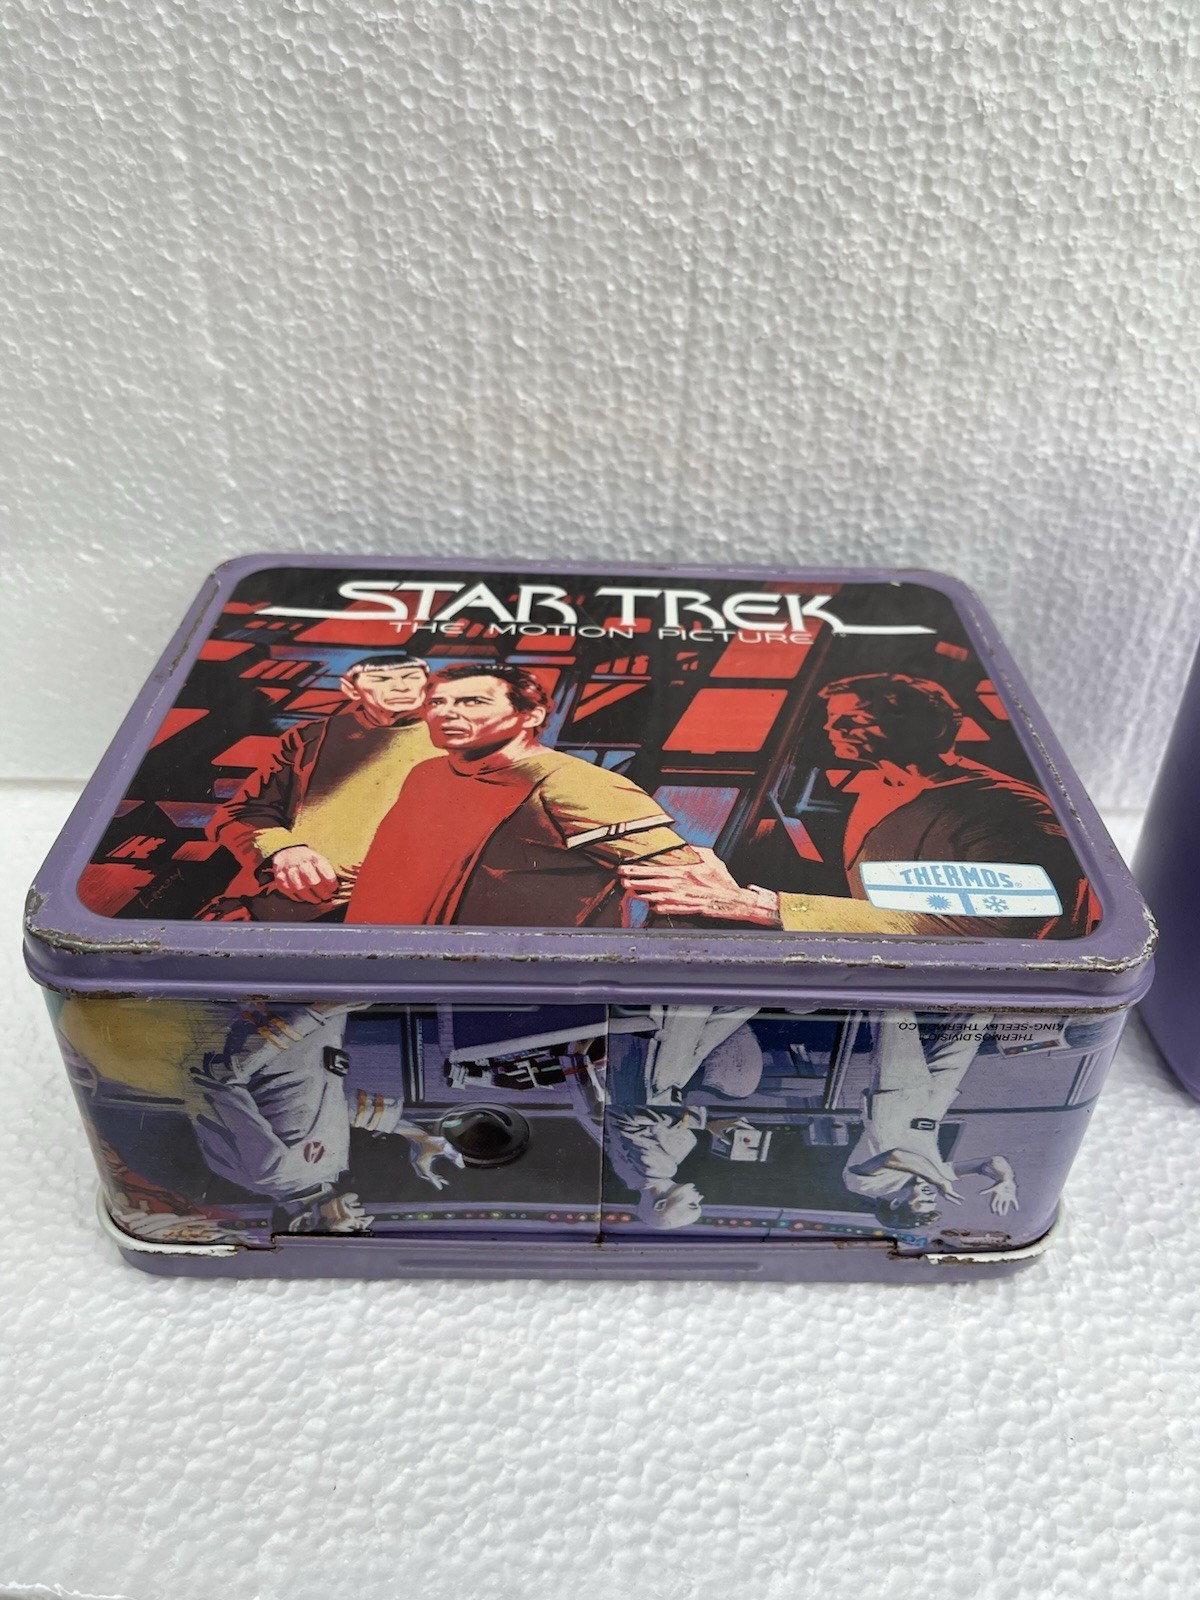 STAR TREK
THE MOTION PICTURE
THERMOS®
THERMOS DIVISION
KING-SEELEY THERMOS CO.